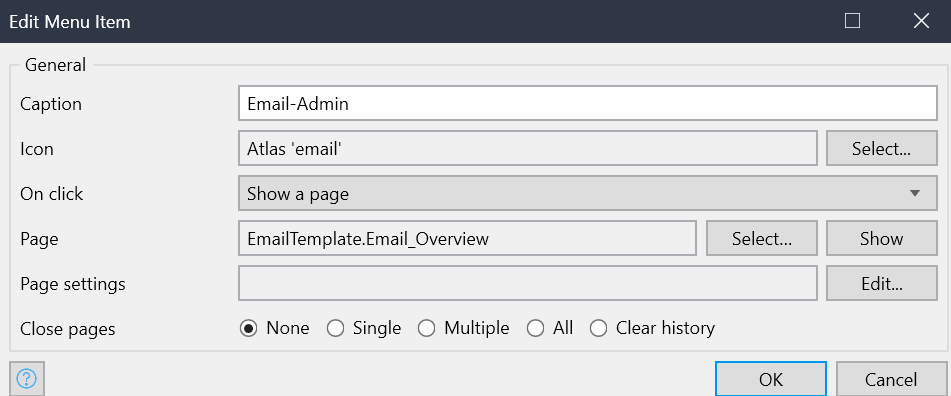 Edit Menu Item
General
Caption Email-Admin
Icon Atlas 'email' Select...
On click Show a page
Page EmailTemplate.Email_Overview Select... Show
Page settings Edit...
Close pages None Single Multiple All Clear history
? OK Cancel